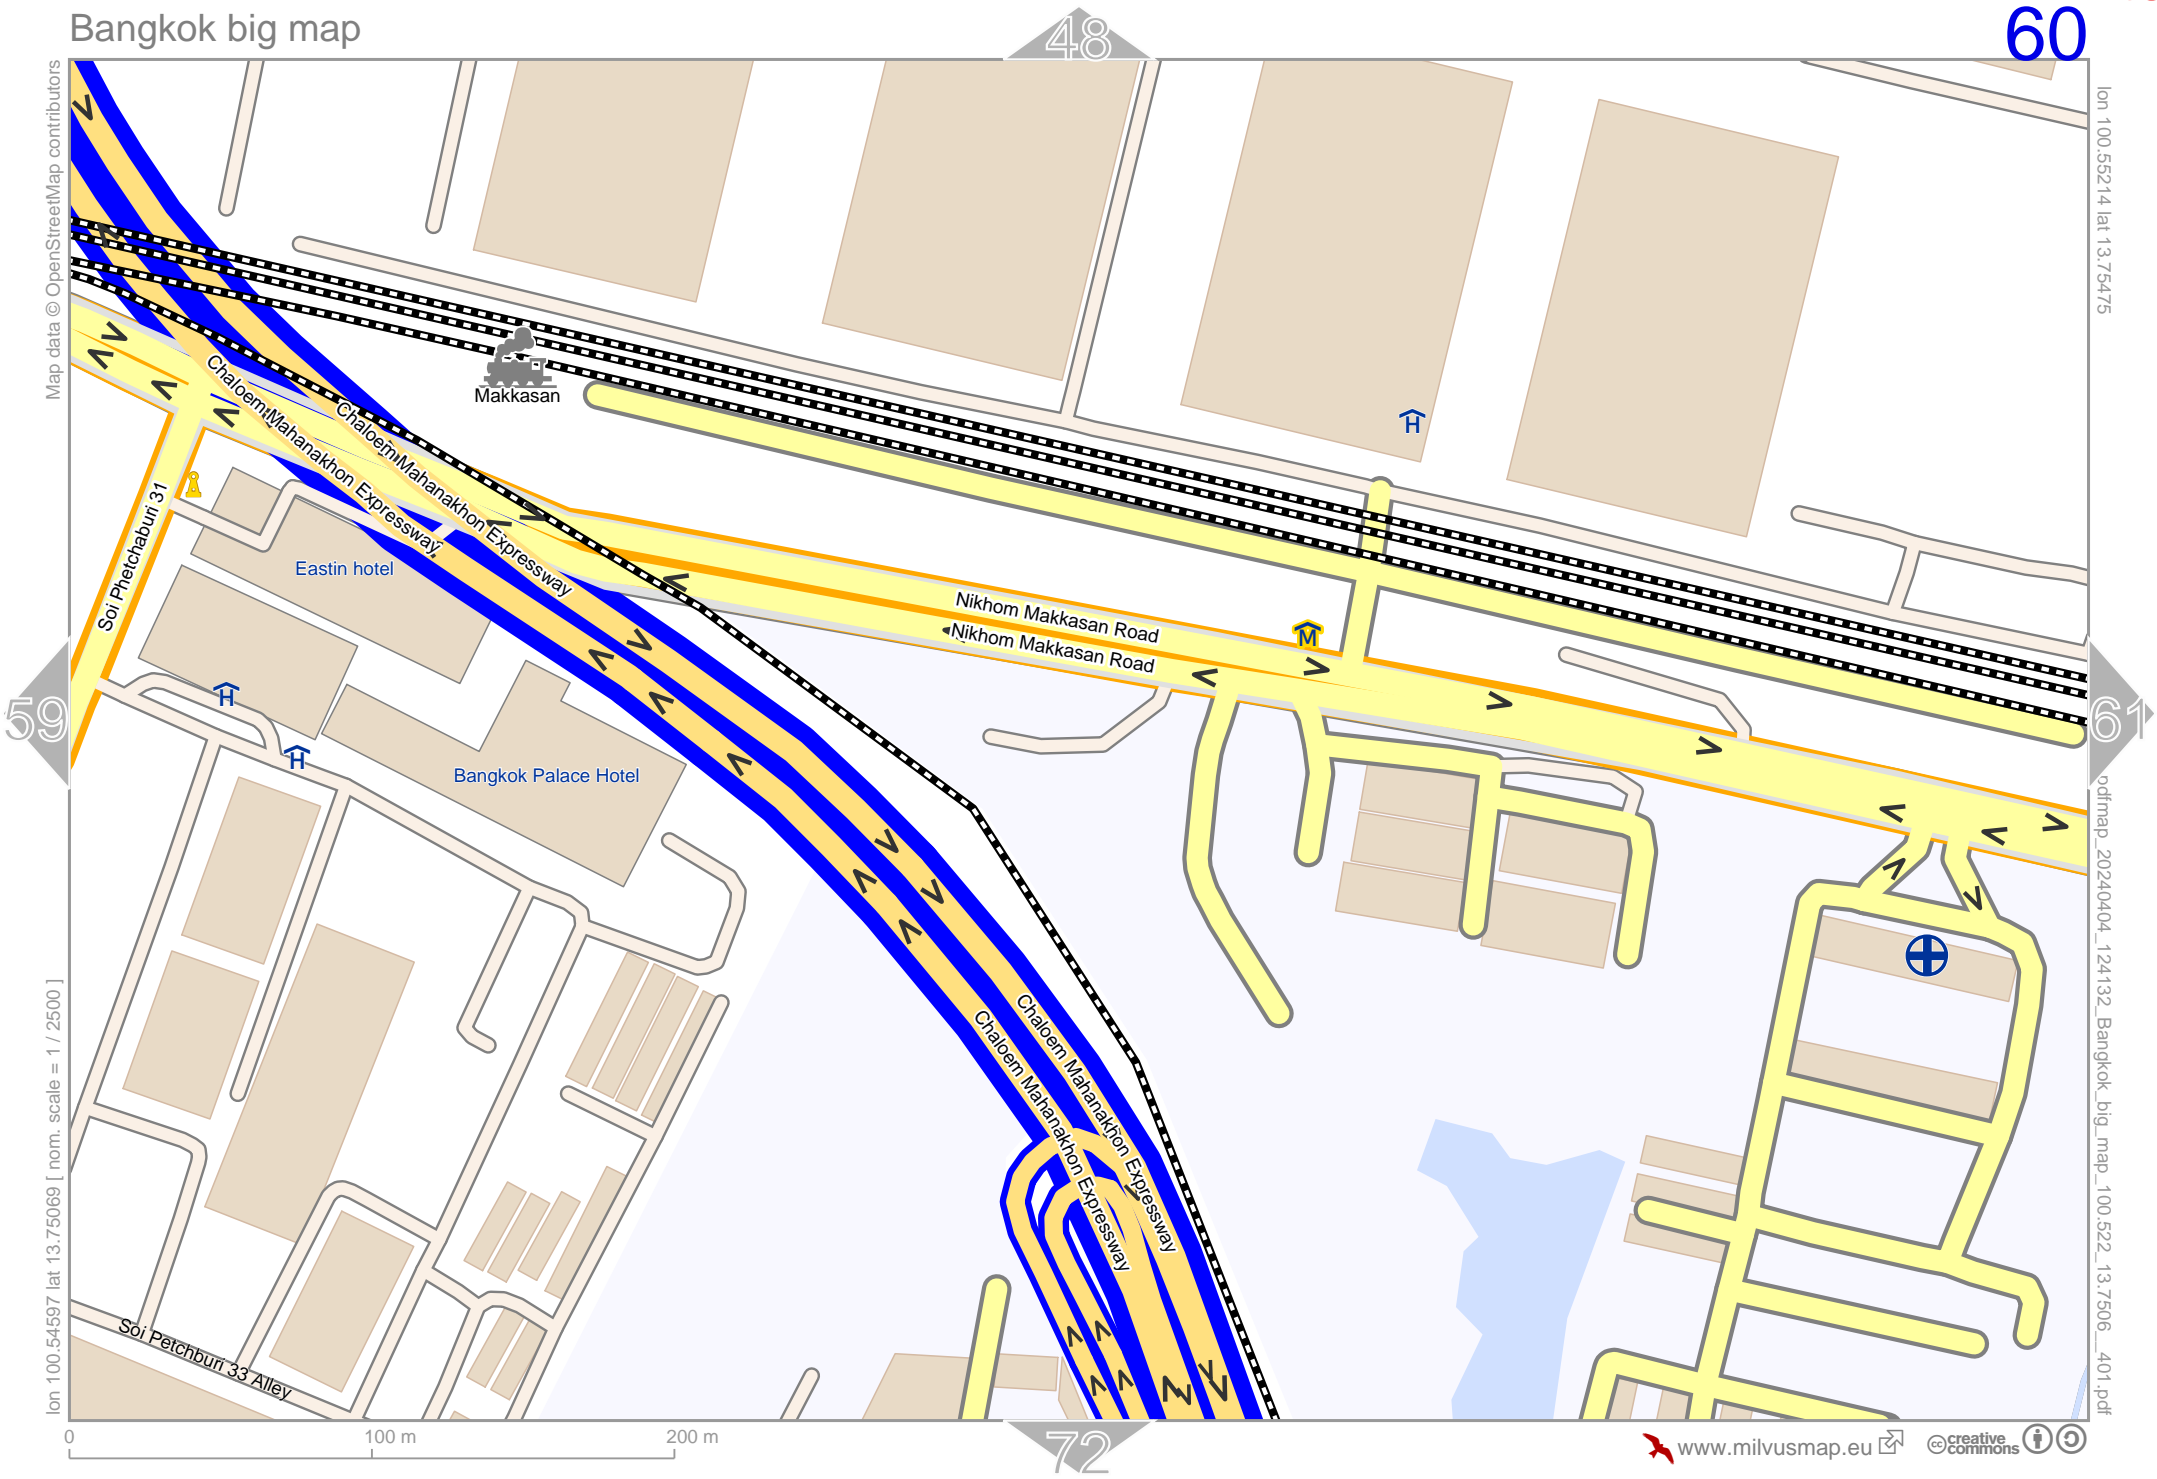 Bangkok big map
48
60
Map data © OpenStreetMap contributors
lon 100.55214 lat 13.75475
Makkasan
Chaloem Mahanakhon Expressway
Chaloem Mahanakhon Expressway
H
Soi Phetchaburi 31
Eastin hotel
Nikhom Makkasan Road
Nikhom Makkasan Road
M
59
61
H
H
Bangkok Palace Hotel
pdfmap_20240404_124132_Bangkok_big_map_100.522_13.7506__401.pdf
lon 100.54597 lat 13.75069 [ nom. scale = 1 / 2500 ]
Chaloem Mahanakhon Expressway
Chaloem Mahanakhon Expressway
Soi Petchburi 33 Alley
0
100 m
200 m
72
www.milvusmap.eu
cc creative commons